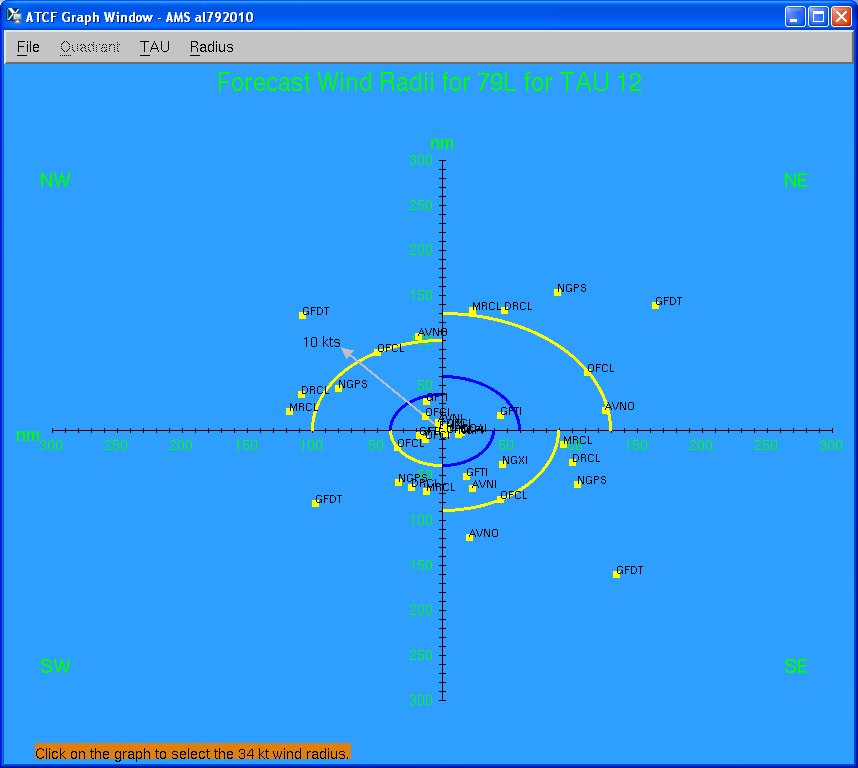 ATCF Graph Window - AMS al792010
File Quadrant TAU Radius
Forecast Wind Radii for 79L for TAU 12
nm
300
NW NE
250
200
NGPS
150 GFDT
MRCL DRCL
GFDT
AVNO
10 kts OFCL
OFCL
NGPS 50
DRCL GFTI
MRCL OFCL GFTI AVNO
AVNI
nm
OFCL MRCL
300 250 200 150 50 50 150 200 250 300
NGXI DRCL
NGPS GFTI NGPS
DRCL MRCL AVNI
GFDT OFCL
100
AVNO
150
GFDT
200
SW 250 SE
300
Click on the graph to select the 34 kt wind radius.